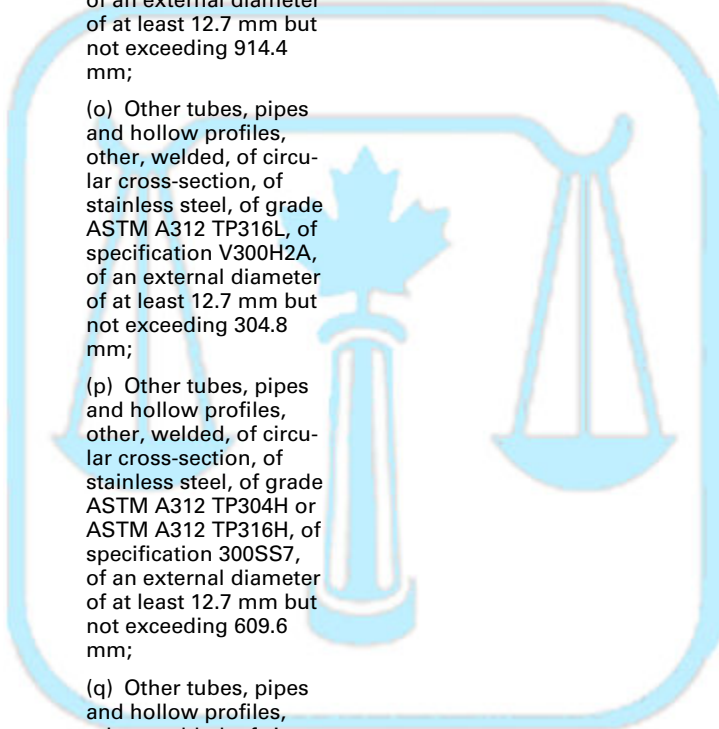 of an external diameter
of at least 12.7 mm but
not exceeding 914.4
mm;
(o) Other tubes, pipes
and hollow profiles,
other, welded, of circu-
lar cross-section, of
stainless steel, of grade
ASTM A312 TP316L, of
specification V300H2A,
of an external diameter
of at least 12.7 mm but
not exceeding 304.8
mm;
(p) Other tubes, pipes
and hollow profiles,
other, welded, of circu-
lar cross-section, of
stainless steel, of grade
ASTM A312 TP304H or
ASTM A312 TP316H, of
specification 300SS7,
of an external diameter
of at least 12.7 mm but
not exceeding 609.6
mm;
(q) Other tubes, pipes
and hollow profiles,